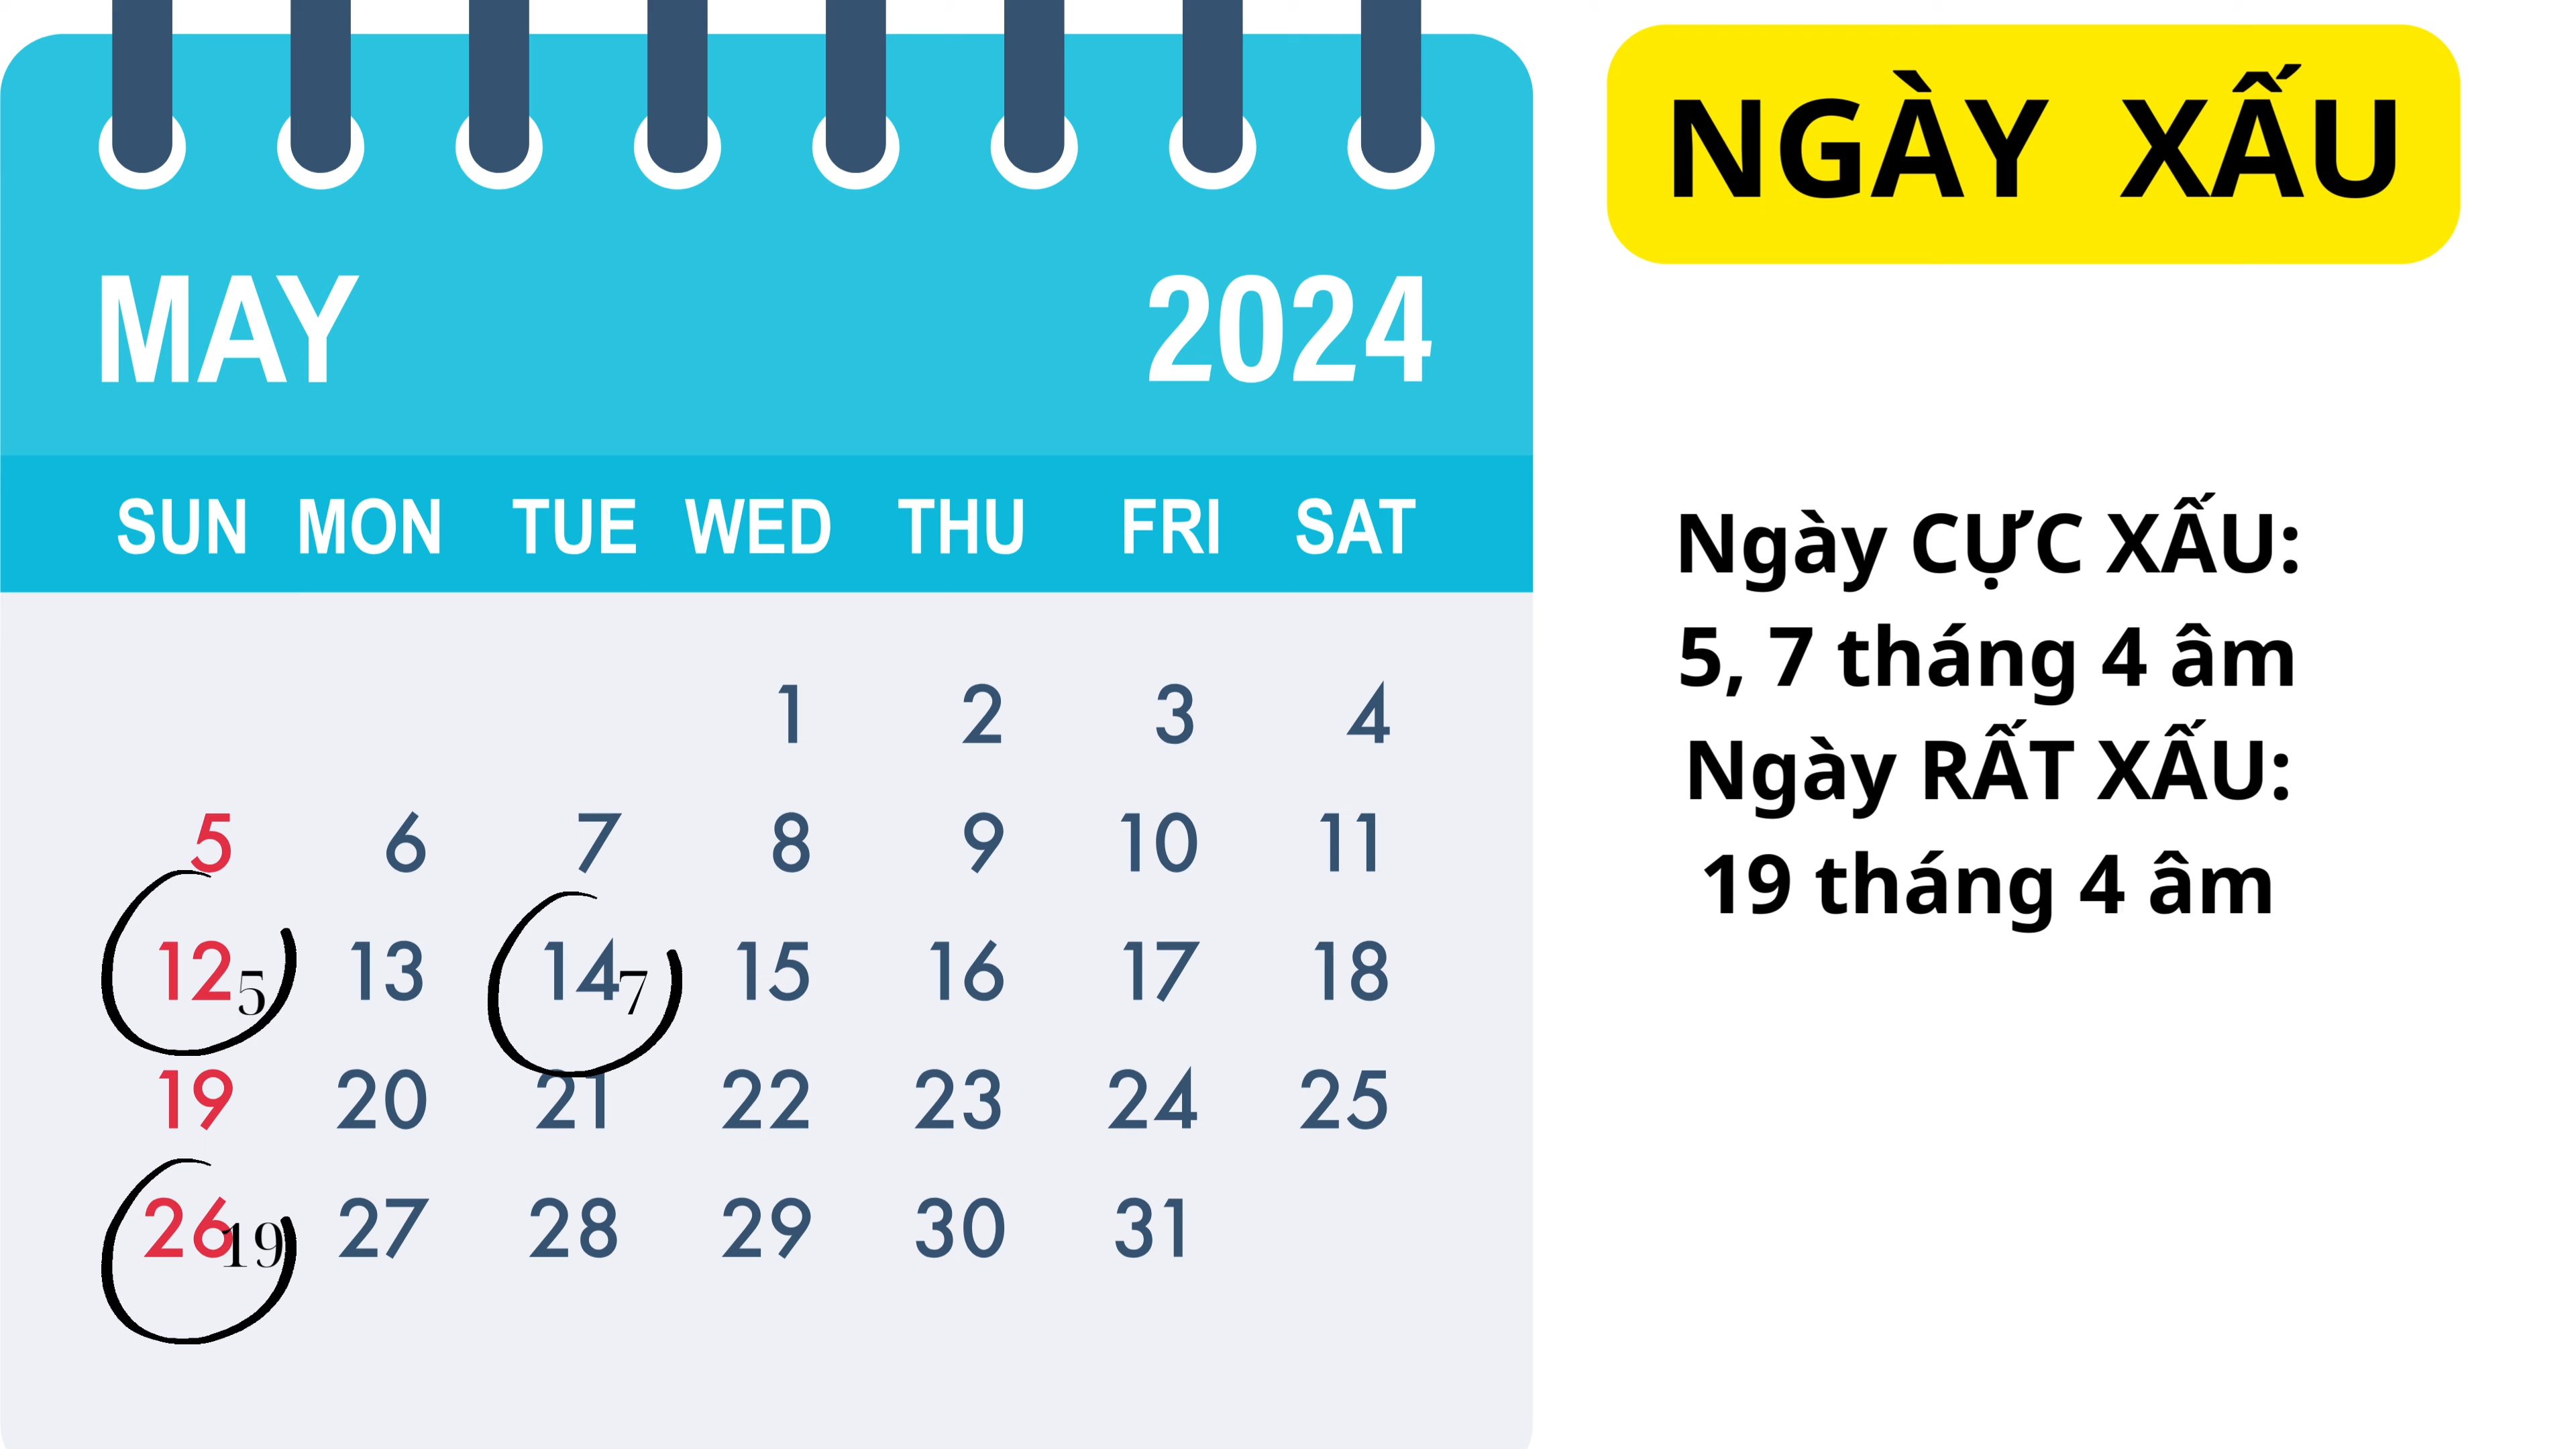 MAY 2024
SUN MON TUE WED THU FRI SAT
1 2 3 4
5 6 7 8 9 10 11
12 5 13 14 7 15 16 17 18
19 20 21 22 23 24 25
26 19 27 28 29 30 31
NGÀY XẤU
Ngày CỰC XẤU:
5, 7 tháng 4 âm
Ngày RẤT XẤU:
19 tháng 4 âm